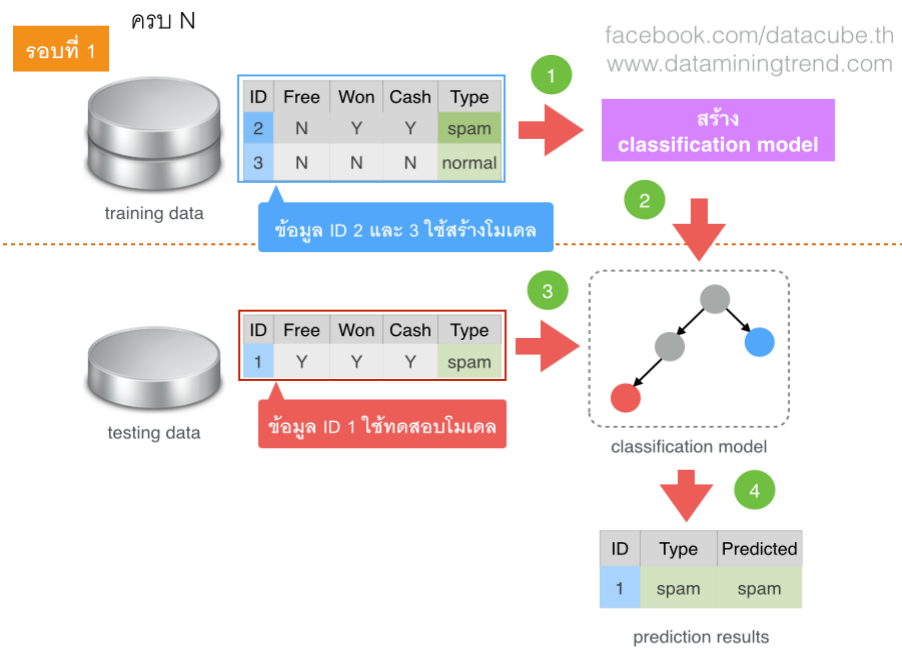 ครบ N
รอบที่ 1
facebook.com/datacube.th
www.dataminingtrend.com
ID Free Won Cash Type
2 N Y Y spam
3 N N N normal
training data
ข้อมูล ID 2 และ 3 ใช้สร้างโมเดล
1
สร้าง
classification model
2
3
ID Free Won Cash Type
1 Y Y Y spam
testing data
ข้อมูล ID 1 ใช้ทดสอบโมเดล
classification model
4
ID Type Predicted
1 spam spam
prediction results